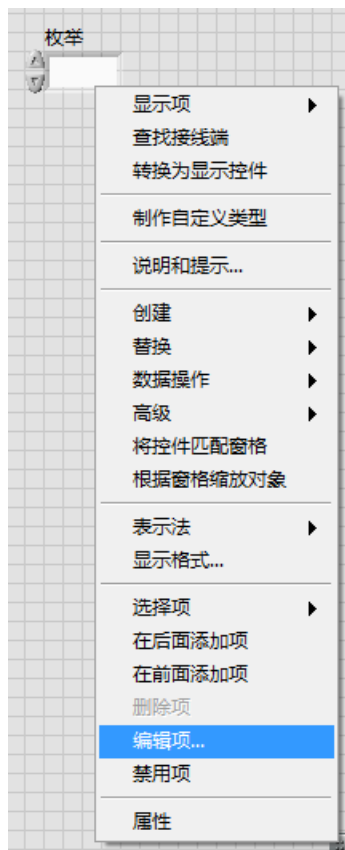 枚举
显示项
查找接线端
转换为显示控件
制作自定义类型
说明和提示...
创建
替换
数据操作
高级
将控件匹配窗格
根据窗格缩放对象
表示法
显示格式...
选择项
在后面添加项
在前面添加项
删除项
编辑项...
禁用项
属性